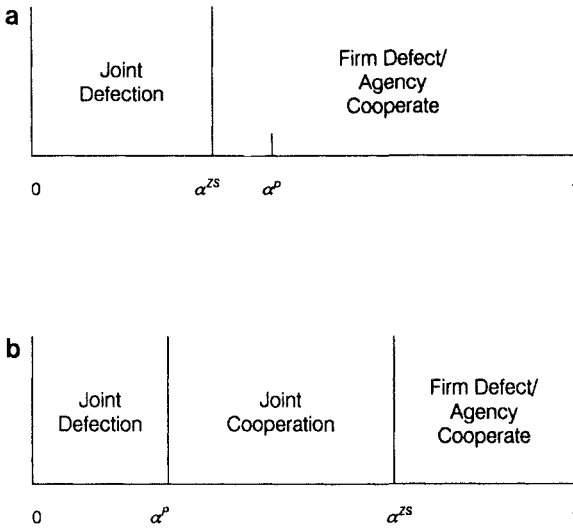 a
Joint
Defection
Firm Defect/
Agency
Cooperate
0
α^ZS
α^P
b
Joint
Defection
Joint
Cooperation
Firm Defect/
Agency
Cooperate
0
α^P
α^ZS